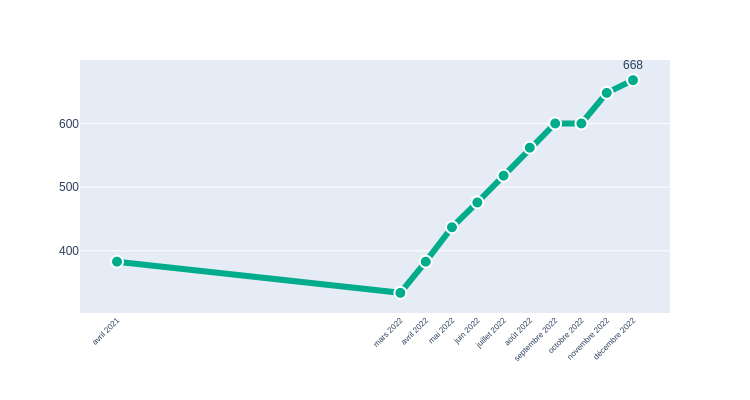 668
600
500
400
avril 2021
mars 2022
avril 2022
mai 2022
juin 2022
juillet 2022
août 2022
septembre 2022
octobre 2022
novembre 2022
décembre 2022